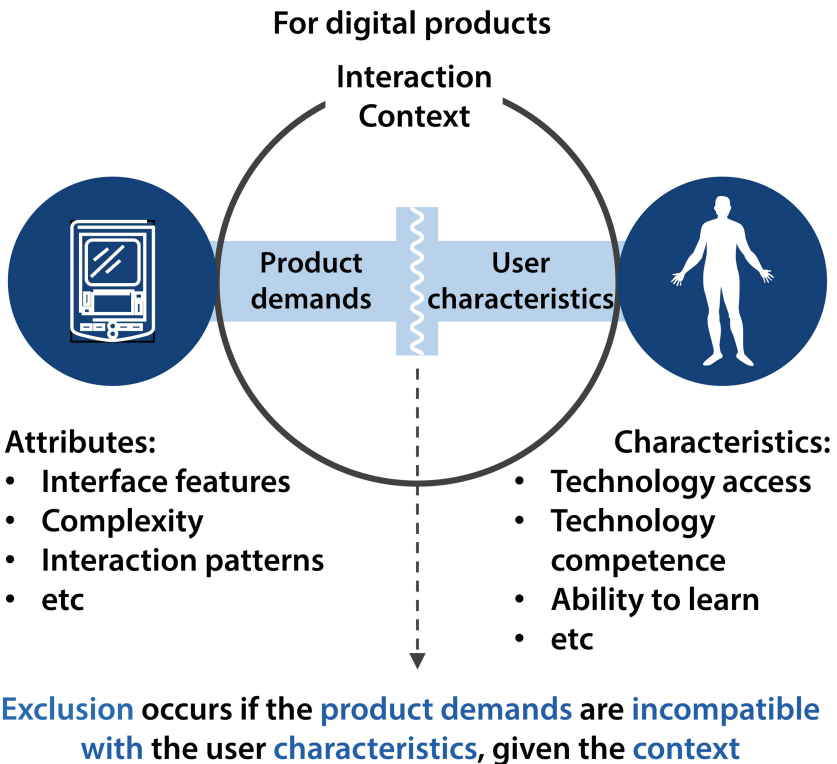 For digital products
Interaction
Context
Product
demands
User
characteristics
Attributes:
• Interface features
• Complexity
• Interaction patterns
• etc
Characteristics:
• Technology access
• Technology
competence
• Ability to learn
• etc
Exclusion occurs if the product demands are incompatible
with the user characteristics, given the context